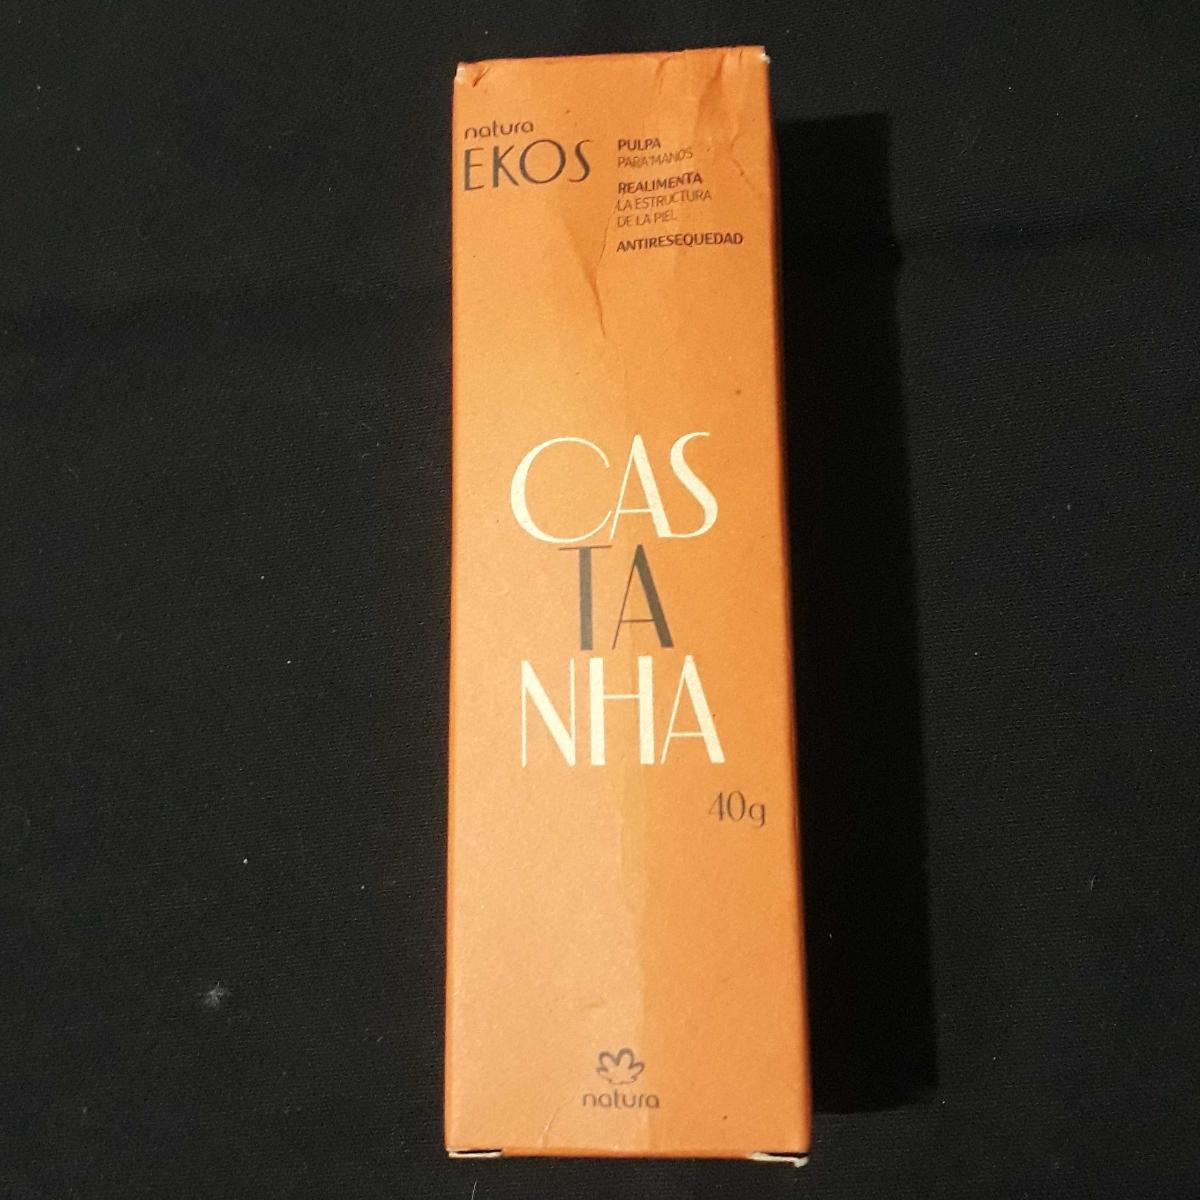 natura
EKOS
PULPA
PARA MANOS
REALIMENTA
LA ESTRUCTURA
DE LA PIEL
ANTIRESEQUEDAD
CAS
TA
NHA
40g
natura